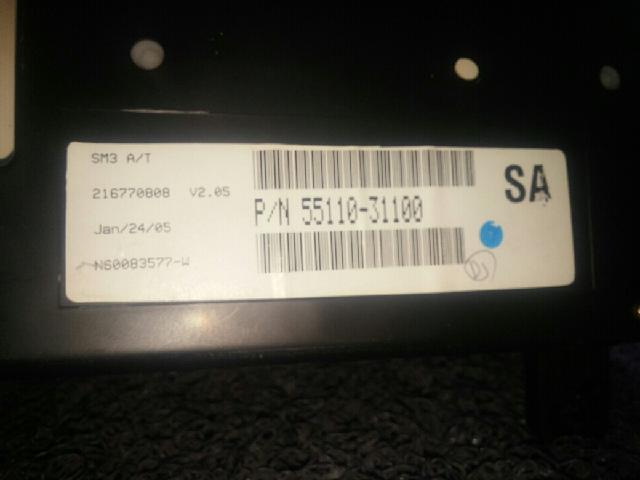 SM3 A/T
216770808 V2.05
Jan/24/05
N60083577-W
P/N 55110-31100
SA